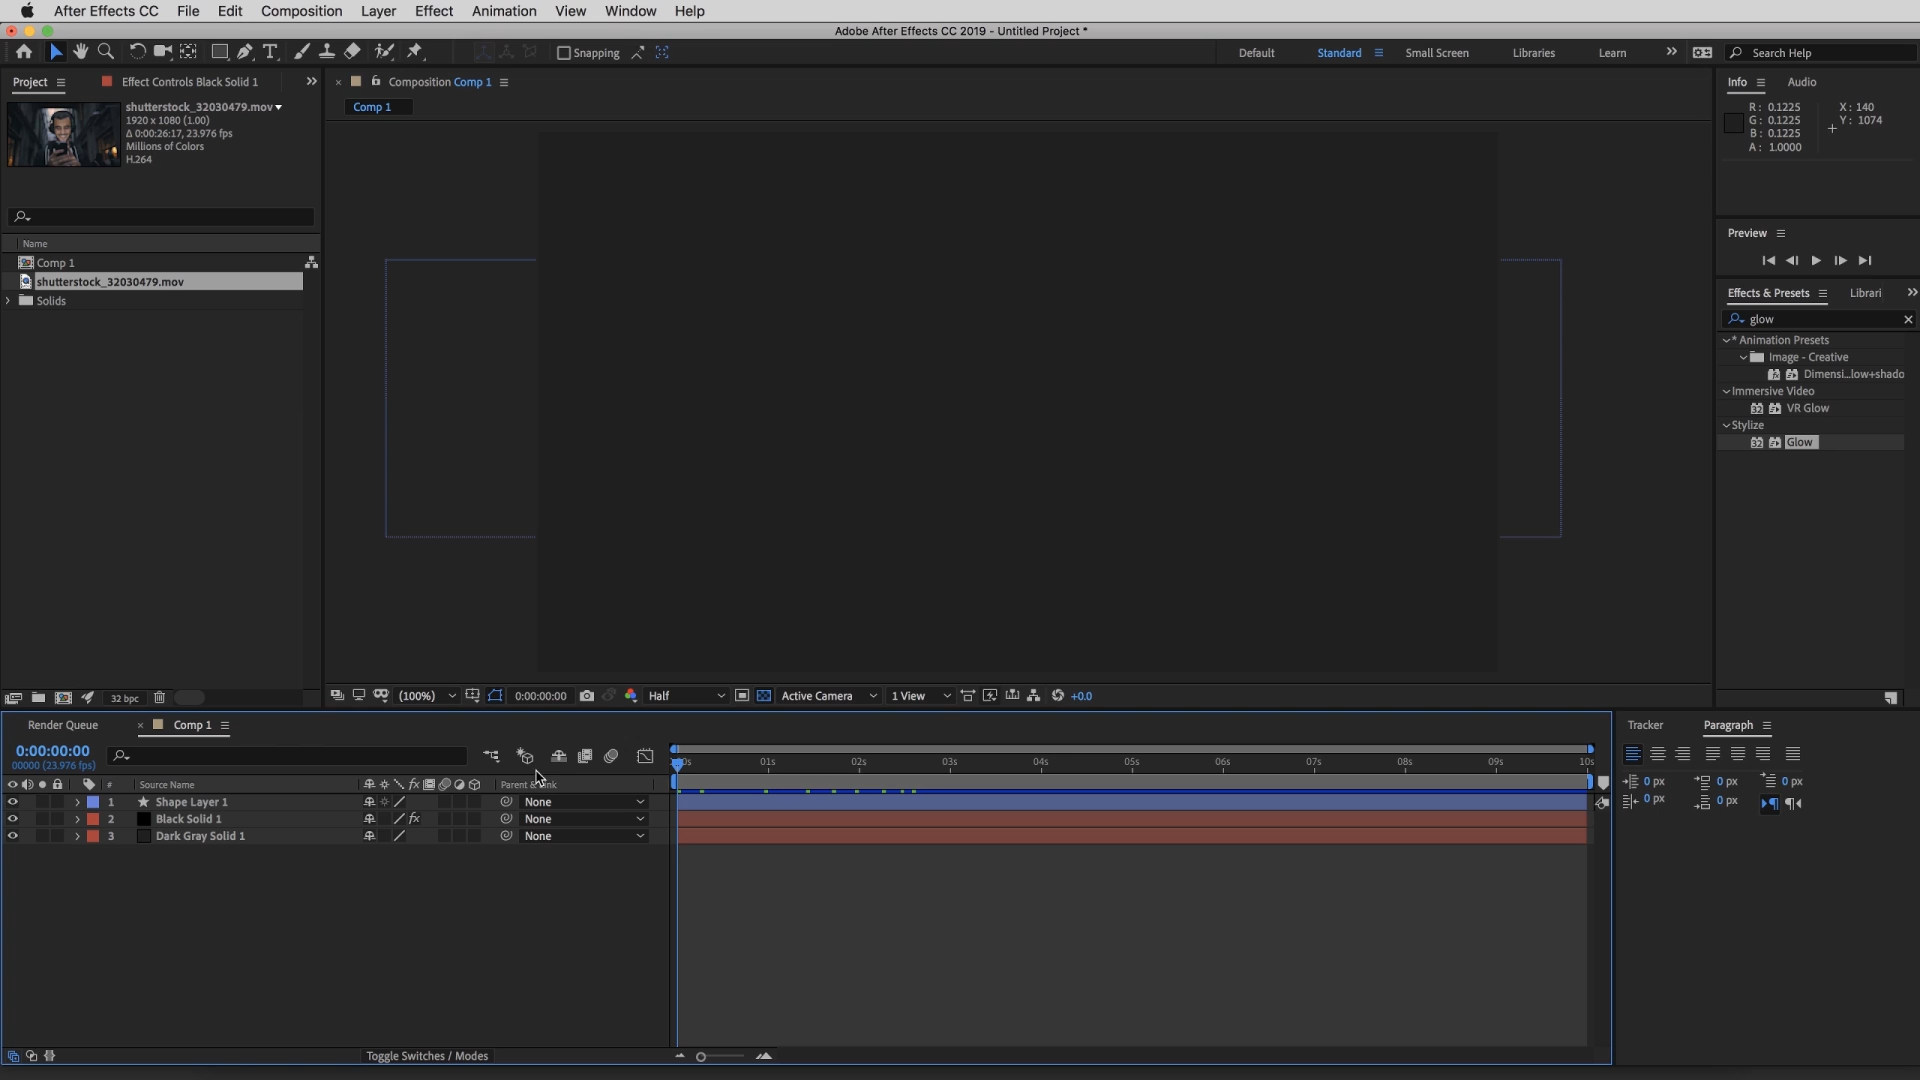 After Effects CC File Edit Composition Layer Effect Animation View Window Help
Adobe After Effects CC 2019 - Untitled Project *
Snapping
Default Standard Small Screen Libraries Learn Search Help
Project Effect Controls Black Solid 1
Composition Comp 1
Info Audio
Comp 1
shutterstock_32030479.mov
1920 x 1080 (1.00)
Δ 0:00:26:17, 23.976 fps
Millions of Colors
H.264
R: 0.1225
G: 0.1225
B: 0.1225
A: 1.0000
X: 140
Y: 1074
Name
Comp 1
shutterstock_32030479.mov
Solids
Preview
Effects & Presets Librari
glow
* Animation Presets
Image - Creative
Dimensi...low+shado
Immersive Video
32 VR Glow
Stylize
32 Glow
32 bpc
(100%) 0:00:00:00 Half Active Camera 1 View +0.0
Render Queue Comp 1
Tracker Paragraph
0:00:00:00
00000 (23.976 fps)
01s 02s 03s 04s 05s 06s 07s 08s 09s 10s
# Source Name fx
1 Shape Layer 1 None
2 Black Solid 1 fx None
3 Dark Gray Solid 1 None
0 px 0 px 0 px
0 px 0 px
Toggle Switches / Modes